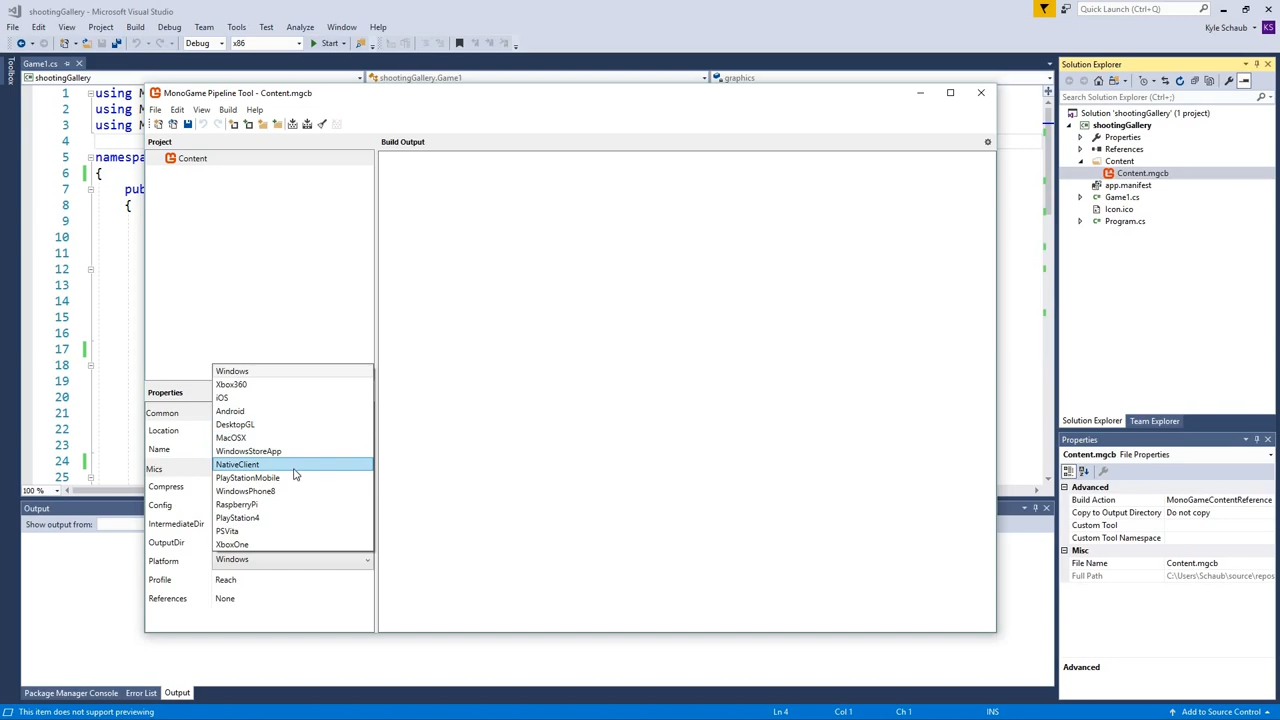 shootingGallery - Microsoft Visual Studio
Quick Launch (Ctrl+Q)
File Edit View Project Build Debug Team Tools Test Analyze Window Help
Kyle Schaub KS
Debug x86 Start
Toolbox
Game1.cs
shootingGallery shootingGallery.Game1 graphics
1 using M
2 using M
3 using M
4
5 namespac
6 {
7 pub
8 {
9
10
11
12
13
14
15
16
17
18
19
20
21
22
23
24
25
100 %
MonoGame Pipeline Tool - Content.mgcb
File Edit View Build Help
Project
Content
Build Output
Properties
Common
Location
Name
Mics
Compress
Config
IntermediateDir
OutputDir
Platform Windows
Profile Reach
References None
Windows
Xbox360
iOS
Android
DesktopGL
MacOSX
WindowsStoreApp
NativeClient
PlayStationMobile
WindowsPhone8
RaspberryPi
PlayStation4
PSVita
XboxOne
Output
Show output from:
Package Manager Console Error List Output
Solution Explorer
Search Solution Explorer (Ctrl+;)
Solution 'shootingGallery' (1 project)
shootingGallery
Properties
References
Content
Content.mgcb
app.manifest
Game1.cs
Icon.ico
Program.cs
Solution Explorer Team Explorer
Properties
Content.mgcb File Properties
Advanced
Build Action MonoGameContentReference
Copy to Output Directory Do not copy
Custom Tool
Custom Tool Namespace
Misc
File Name Content.mgcb
Full Path C:\Users\Schaub\source\repos
Advanced
This item does not support previewing Ln 4 Col 1 Ch 1 INS Add to Source Control